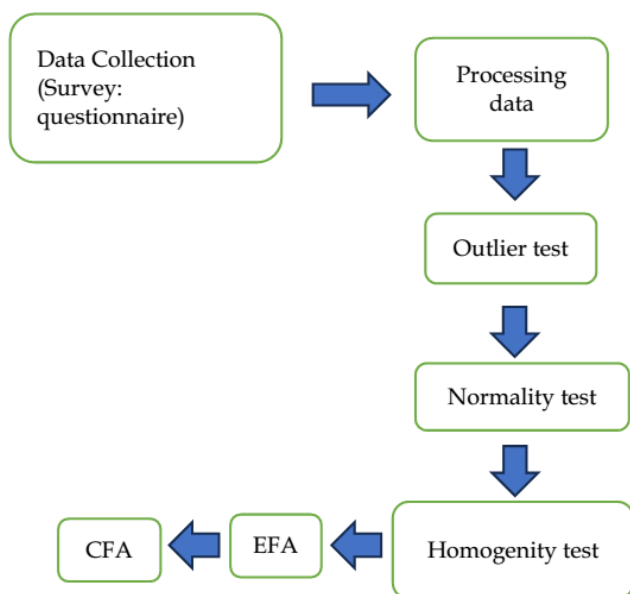 Data Collection
(Survey:
questionnaire)
Processing
data
Outlier test
Normality test
Homogenity test
EFA
CFA